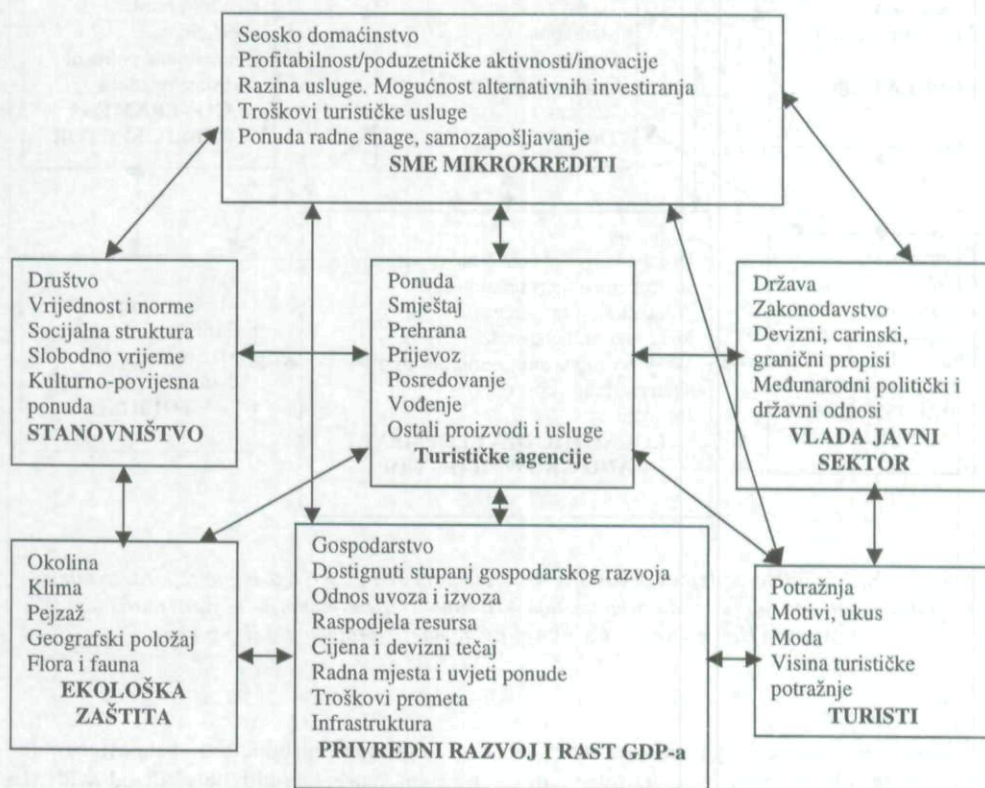 Seosko domaćinstvo
Profitabilnost/poduzetničke aktivnosti/inovacije
Razina usluge. Mogućnost alternativnih investiranja
Troškovi turističke usluge
Ponuda radne snage, samozapošljavanje
SME MIKROKREDITI
Društvo
Vrijednost i norme
Socijalna struktura
Slobodno vrijeme
Kulturno-povijesna
ponuda
STANOVNIŠTVO
Ponuda
Smještaj
Prehrana
Prijevoz
Posredovanje
Vođenje
Ostali proizvodi i usluge
Turističke agencije
Država
Zakonodavstvo
Devizni, carinski,
granični propisi
Međunarodni politički i
državni odnosi
VLADA JAVNI
SEKTOR
Okolina
Klima
Pejzaž
Geografski položaj
Flora i fauna
EKOLOŠKA
ZAŠTITA
Gospodarstvo
Dostignuti stupanj gospodarskog razvoja
Odnos uvoza i izvoza
Raspodjela resursa
Cijena i devizni tečaj
Radna mjesta i uvjeti ponude
Troškovi prometa
Infrastruktura
PRIVREDNI RAZVOJ I RAST GDP-a
Potražnja
Motivi, ukus
Moda
Visina turističke
potražnje
TURISTI